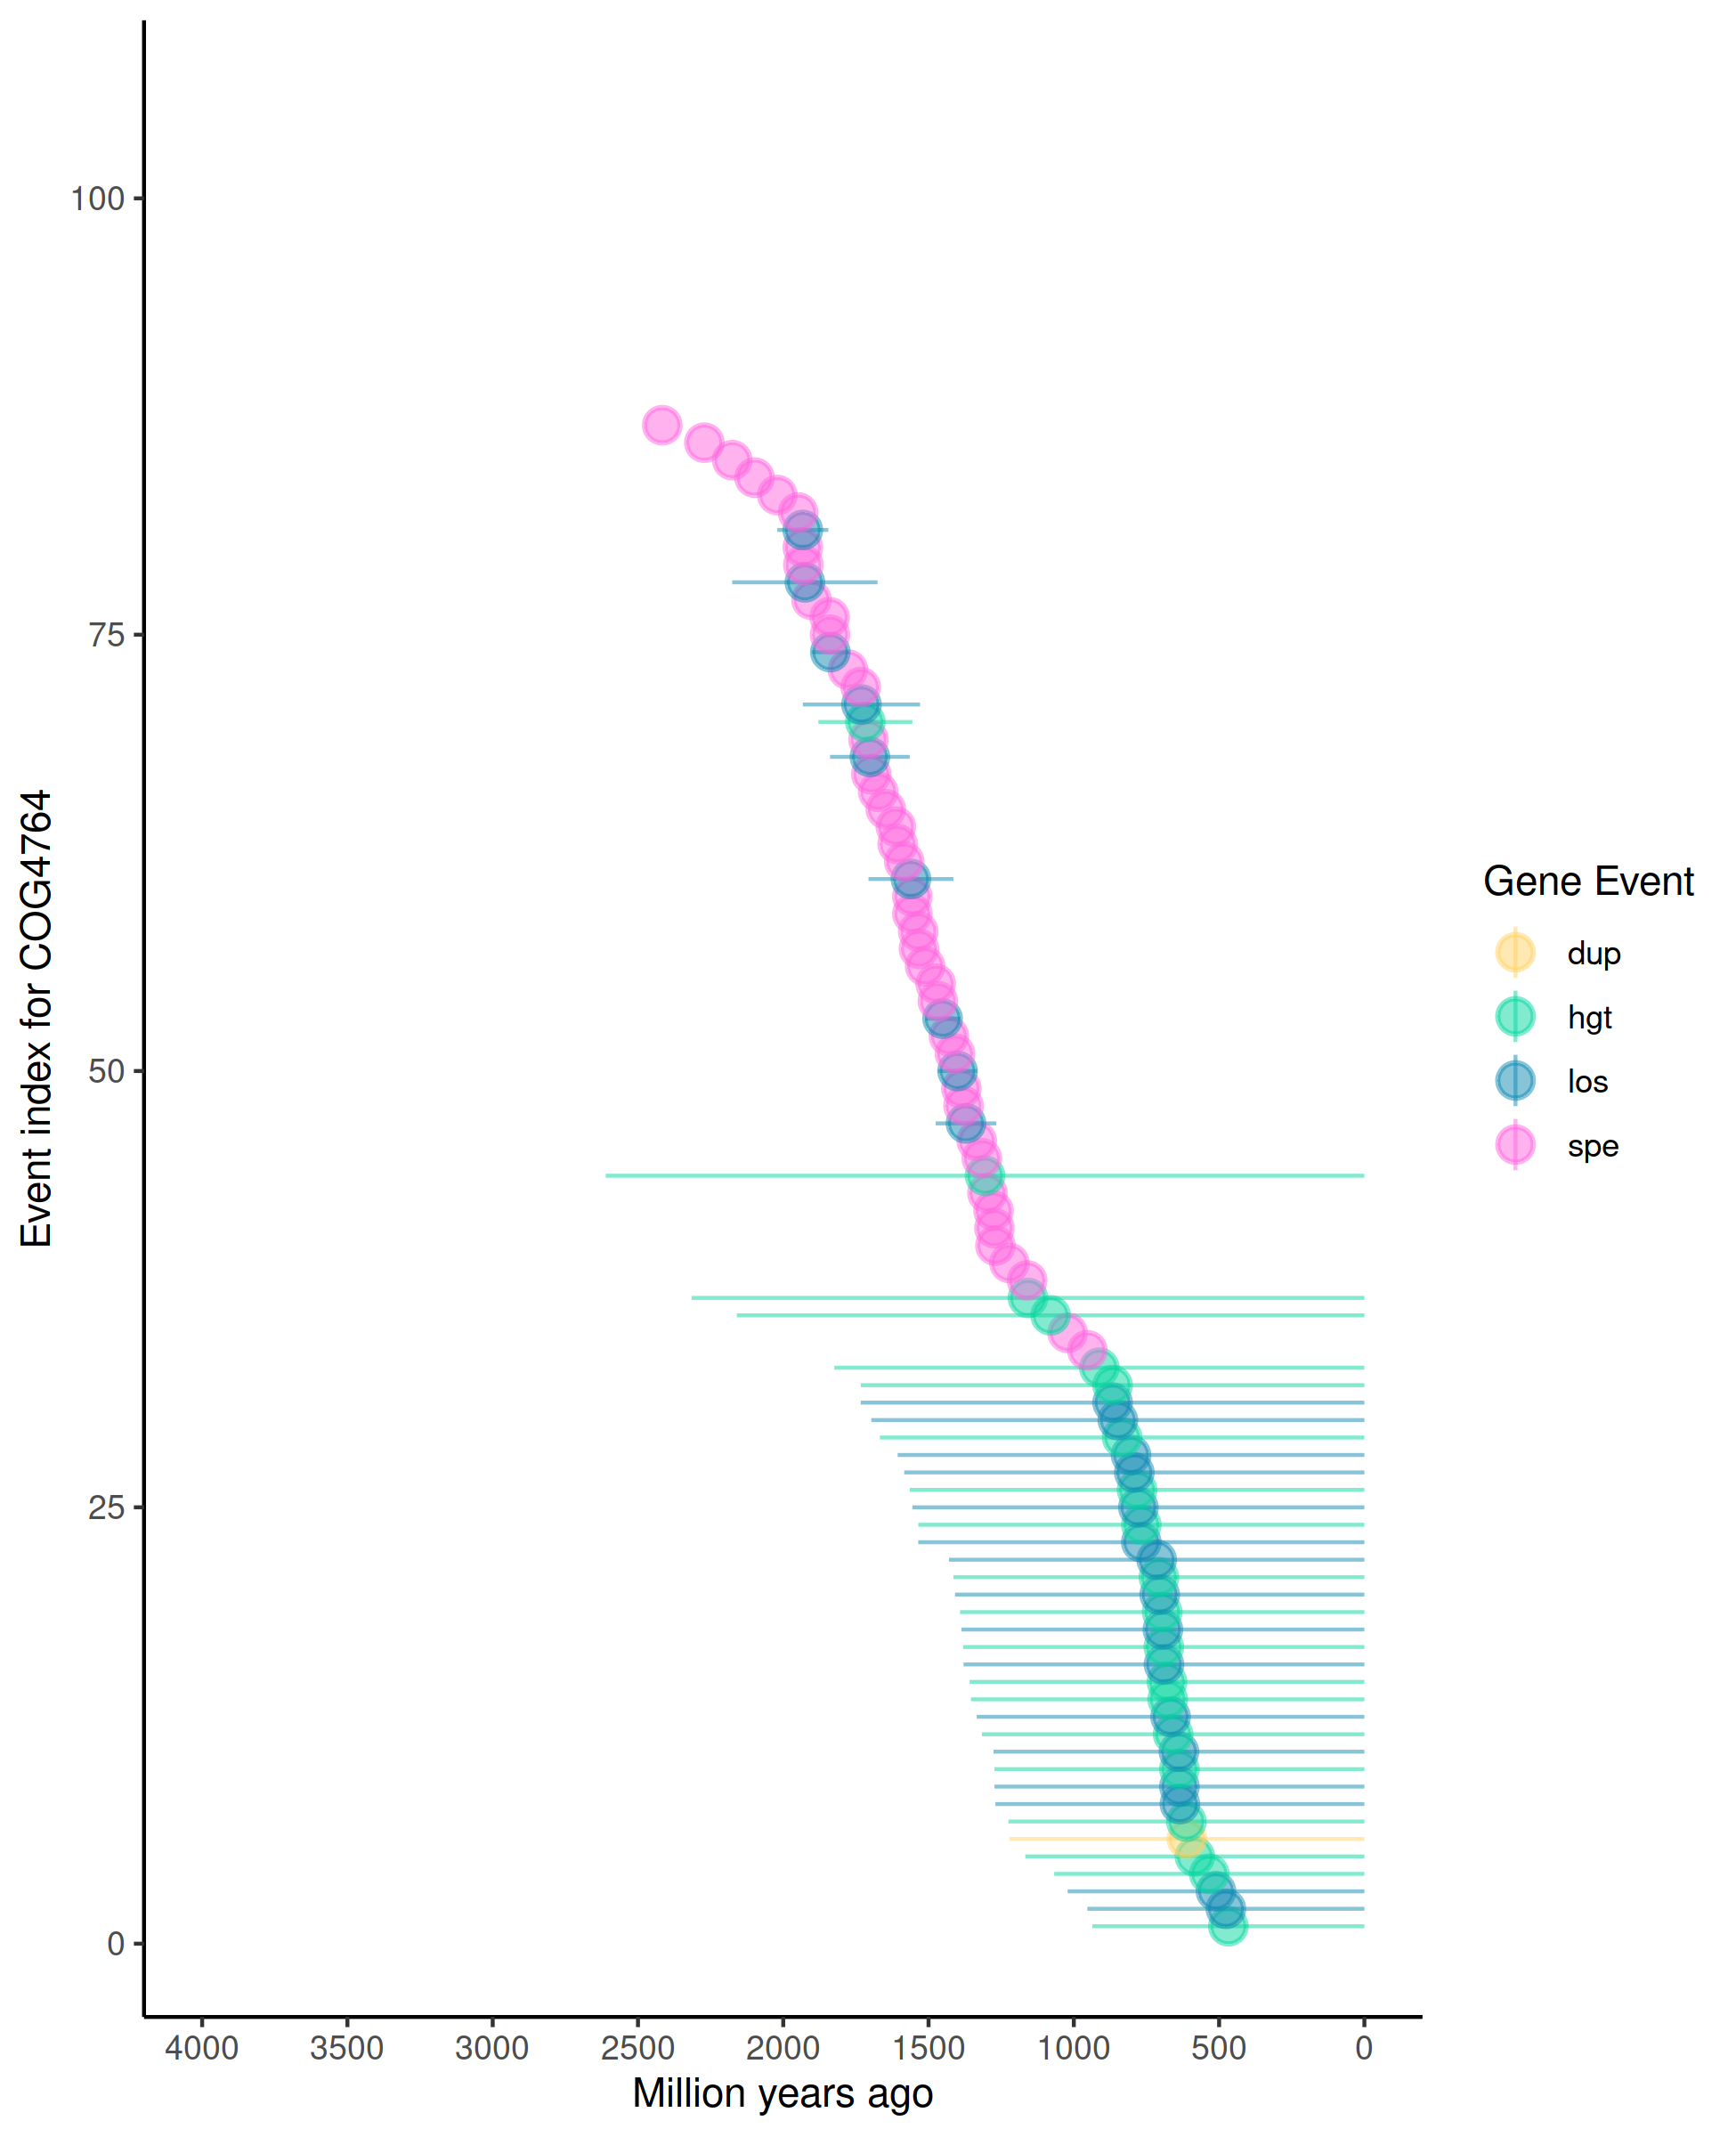 Event index for COG4764
100
75
50
25
0
4000 3500 3000 2500 2000 1500 1000 500 0
Million years ago
Gene Event
dup
hgt
los
spe